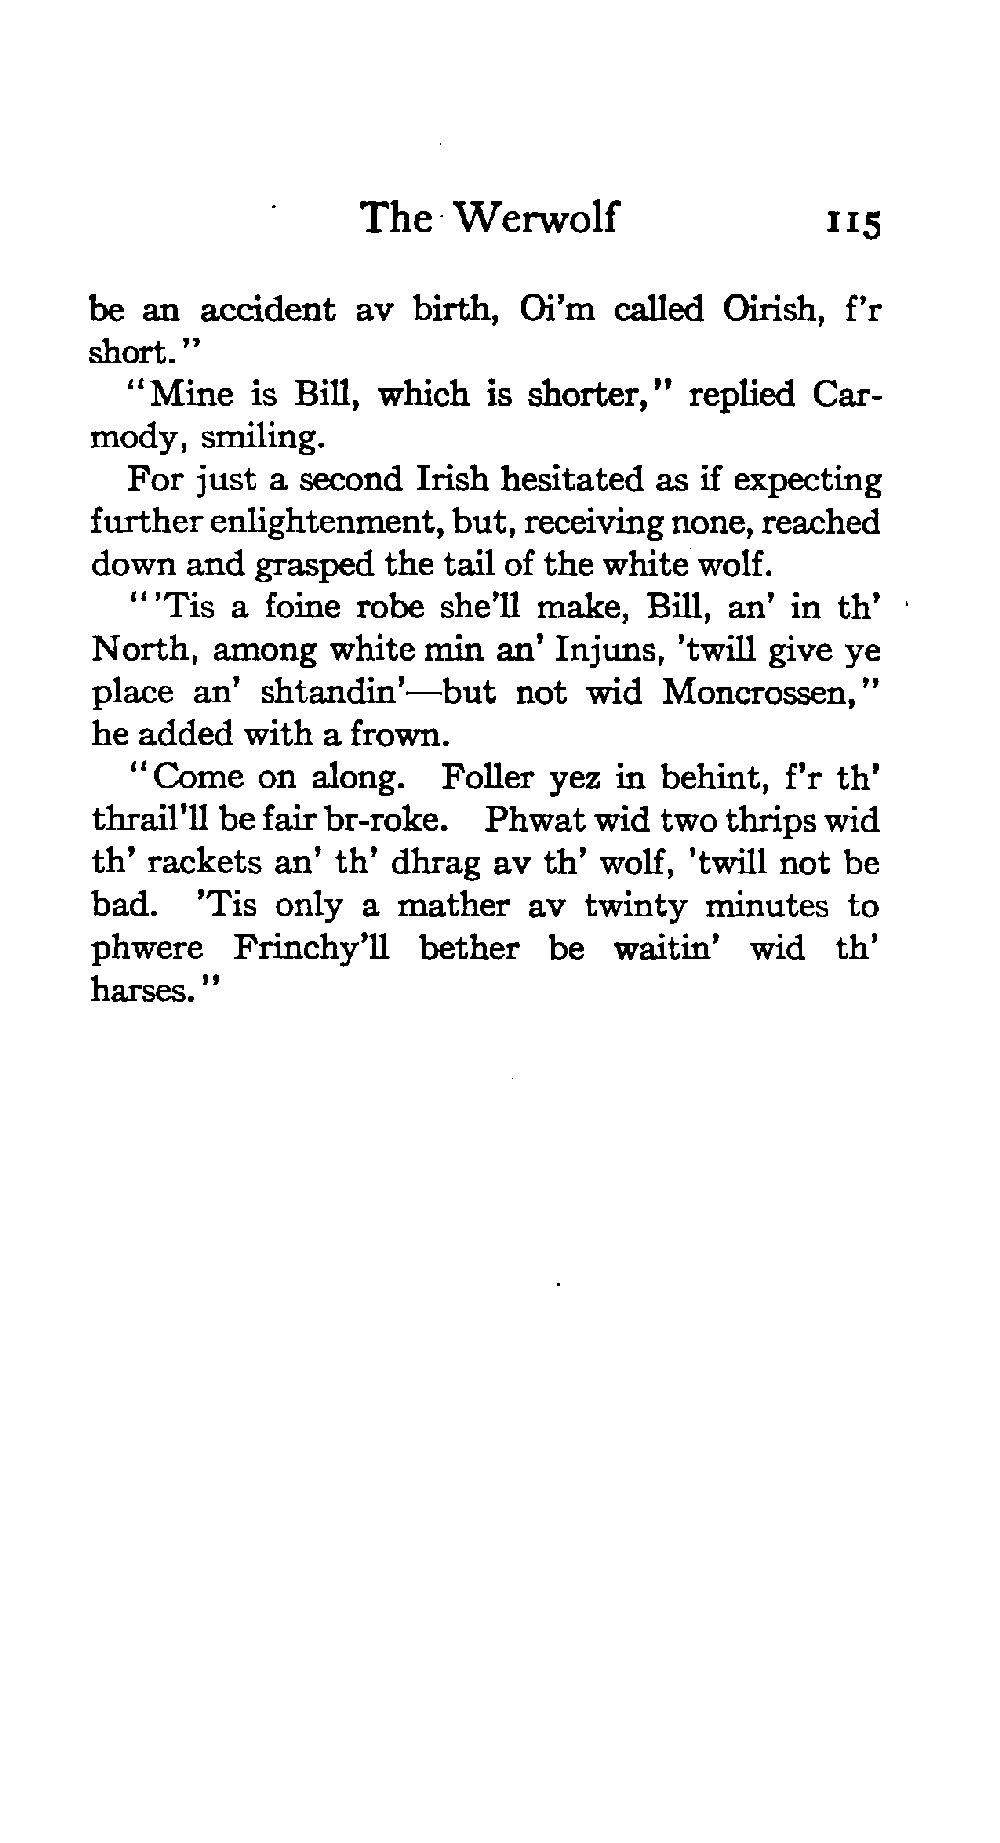 The Werwolf 115
be an accident av birth, Oi'm called Oirish, f'r
short."
"Mine is Bill, which is shorter," replied Car-
mody, smiling.
For just a second Irish hesitated as if expecting
further enlightenment, but, receiving none, reached
down and grasped the tail of the white wolf.
"'Tis a foine robe she'll make, Bill, an' in th'
North, among white min an' Injuns, 'twill give ye
place an' shtandin'—but not wid Moncrossen,"
he added with a frown.
"Come on along. Foller yez in behint, f'r th'
thrail'll be fair br-roke. Phwat wid two thrips wid
th' rackets an' th' dhrag av th' wolf, 'twill not be
bad. 'Tis only a mather av twinty minutes to
phwere Frinchy'll bether be waitin' wid th'
harses."